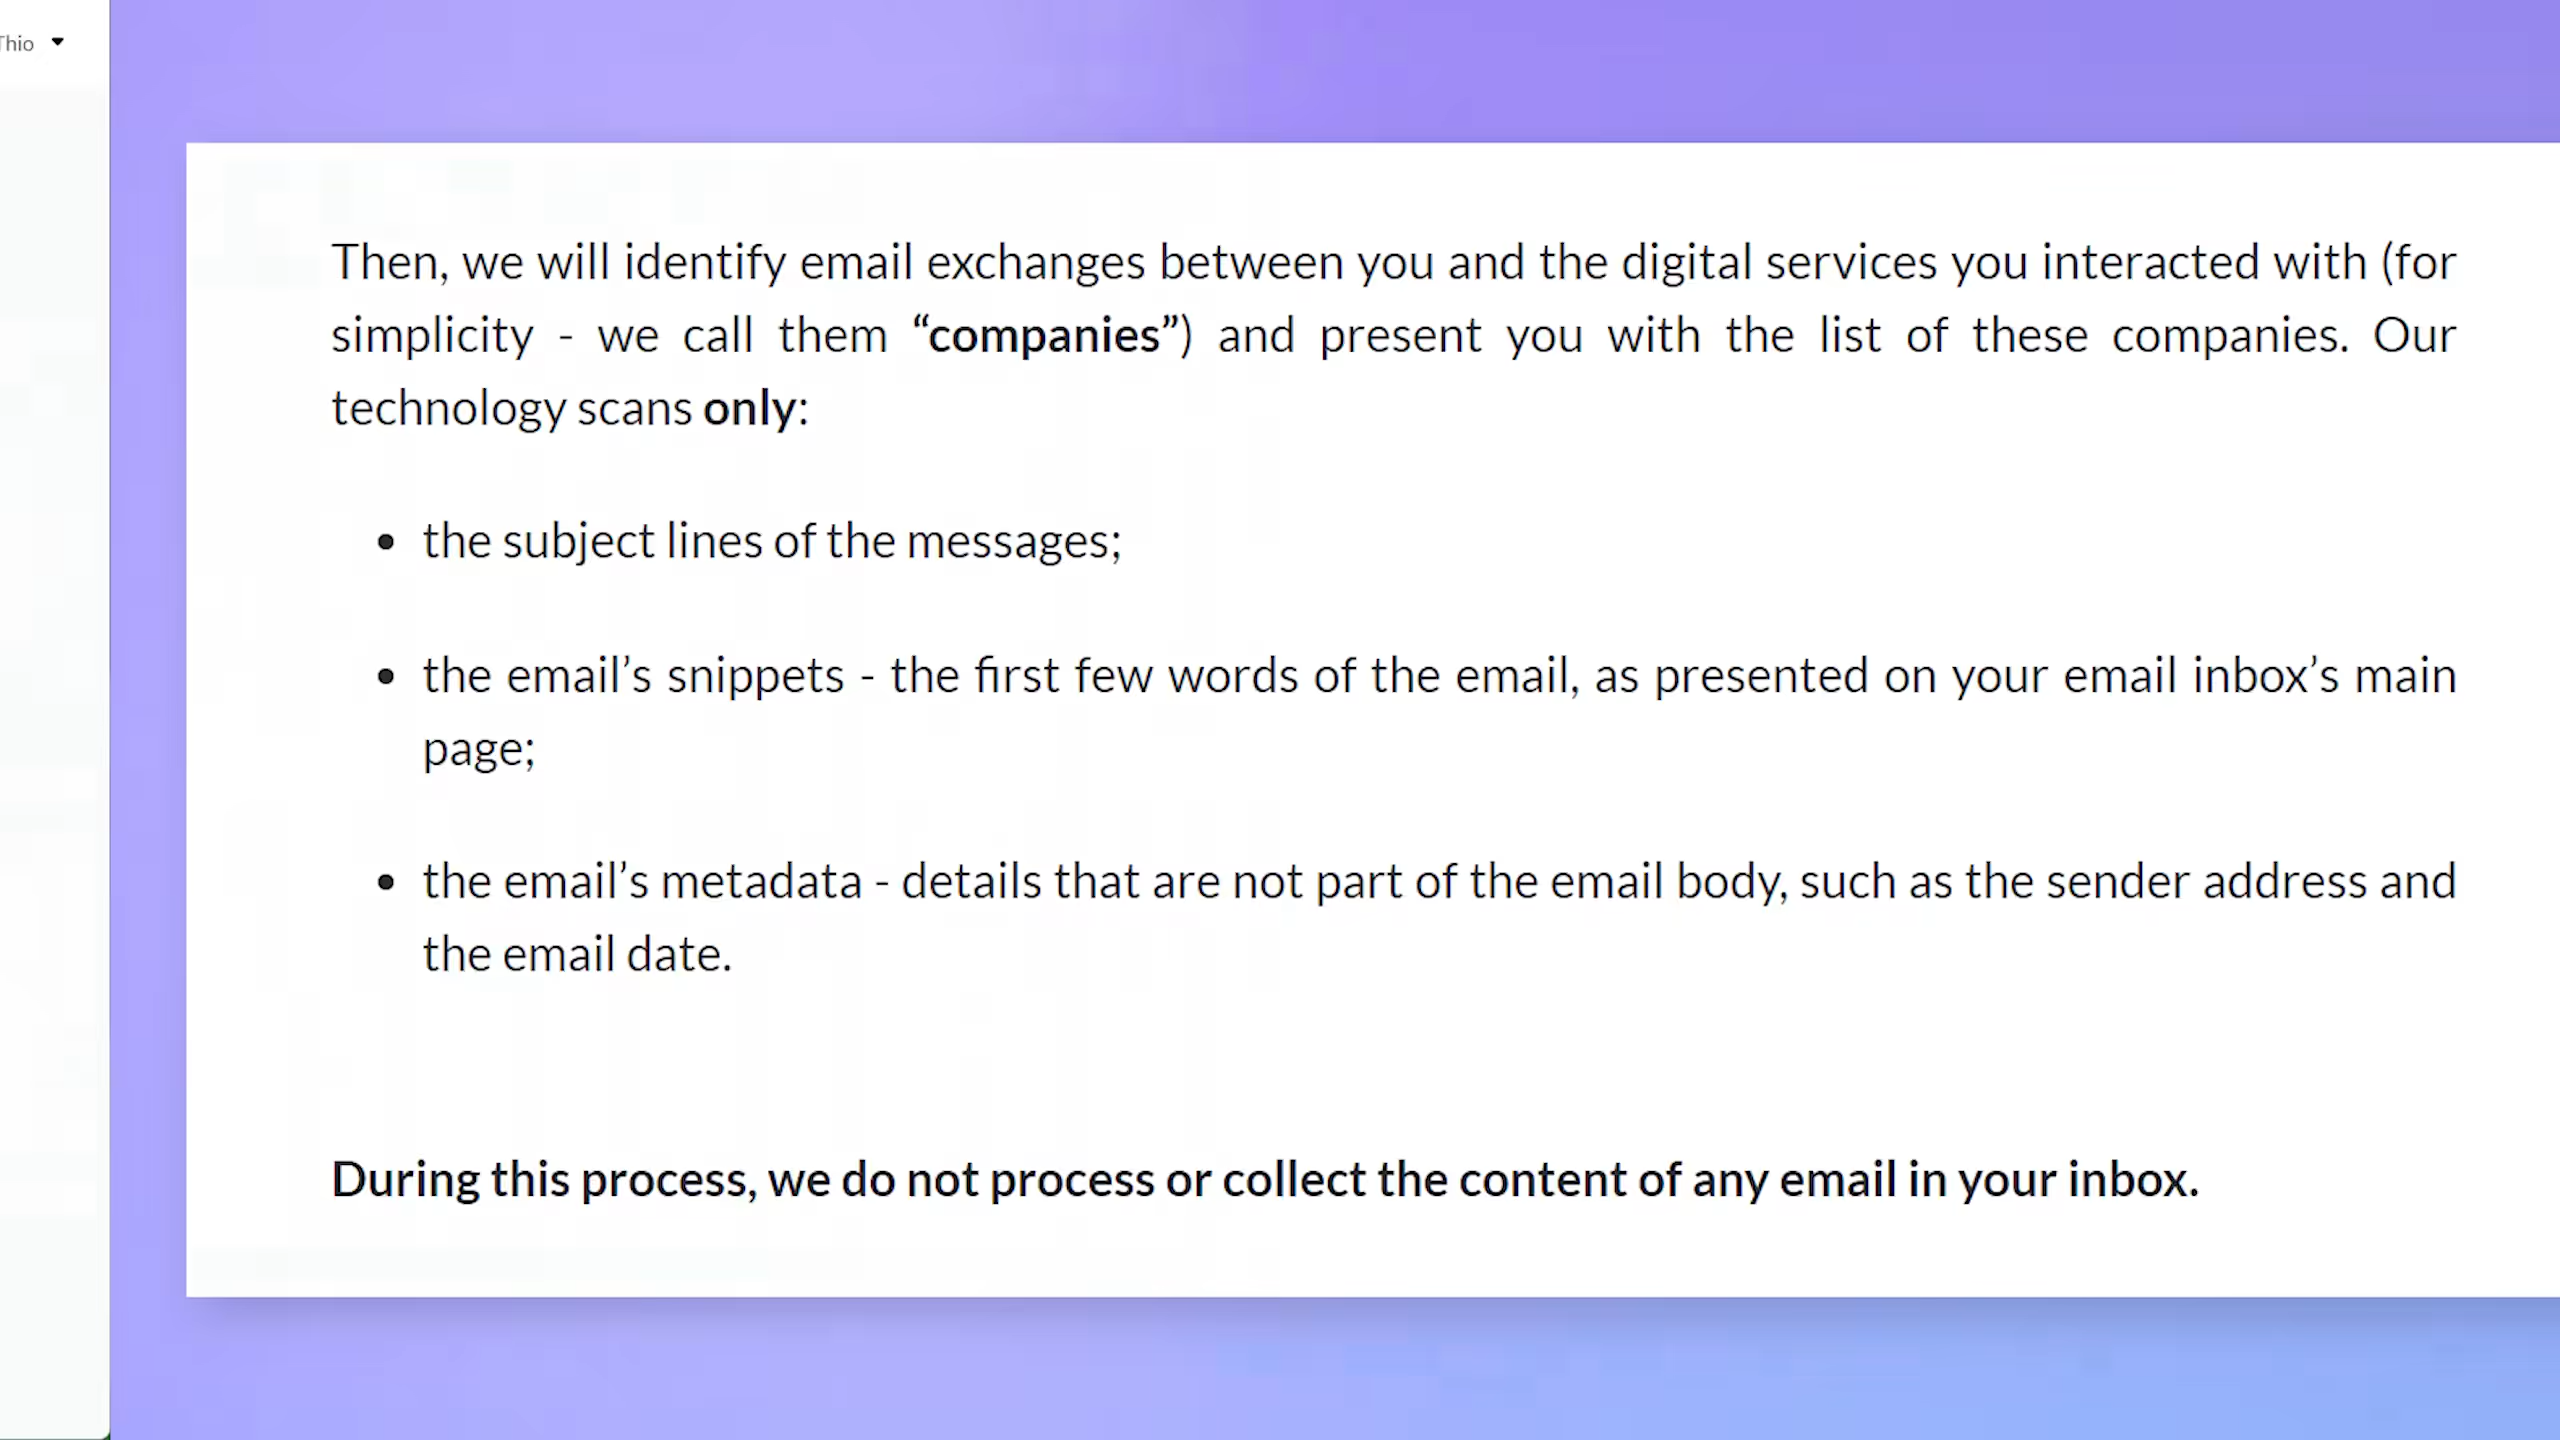 Thio
Then, we will identify email exchanges between you and the digital services you interacted with (for
simplicity - we call them “companies”) and present you with the list of these companies. Our
technology scans only:
• the subject lines of the messages;
• the email’s snippets - the first few words of the email, as presented on your email inbox’s main
page;
• the email’s metadata - details that are not part of the email body, such as the sender address and
the email date.
During this process, we do not process or collect the content of any email in your inbox.